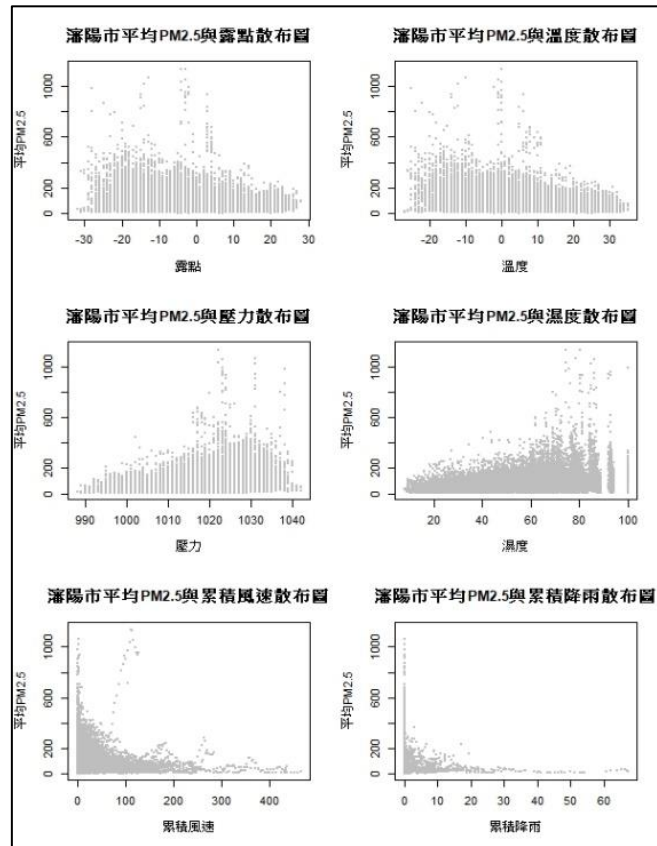 瀋陽市平均PM2.5與露點散布圖
瀋陽市平均PM2.5與溫度散布圖
平均PM2.5
0 200 600 1000
-30 -20 -10 0 10 20 30
露點
平均PM2.5
0 200 600 1000
-20 -10 0 10 20 30
溫度
瀋陽市平均PM2.5與壓力散布圖
瀋陽市平均PM2.5與濕度散布圖
平均PM2.5
0 200 600 1000
990 1000 1010 1020 1030 1040
壓力
平均PM2.5
0 200 600 1000
20 40 60 80 100
濕度
瀋陽市平均PM2.5與累積風速散布圖
瀋陽市平均PM2.5與累積降雨散布圖
平均PM2.5
0 200 600 1000
0 100 200 300 400
累積風速
平均PM2.5
0 200 600 1000
0 10 20 30 40 50 60
累積降雨